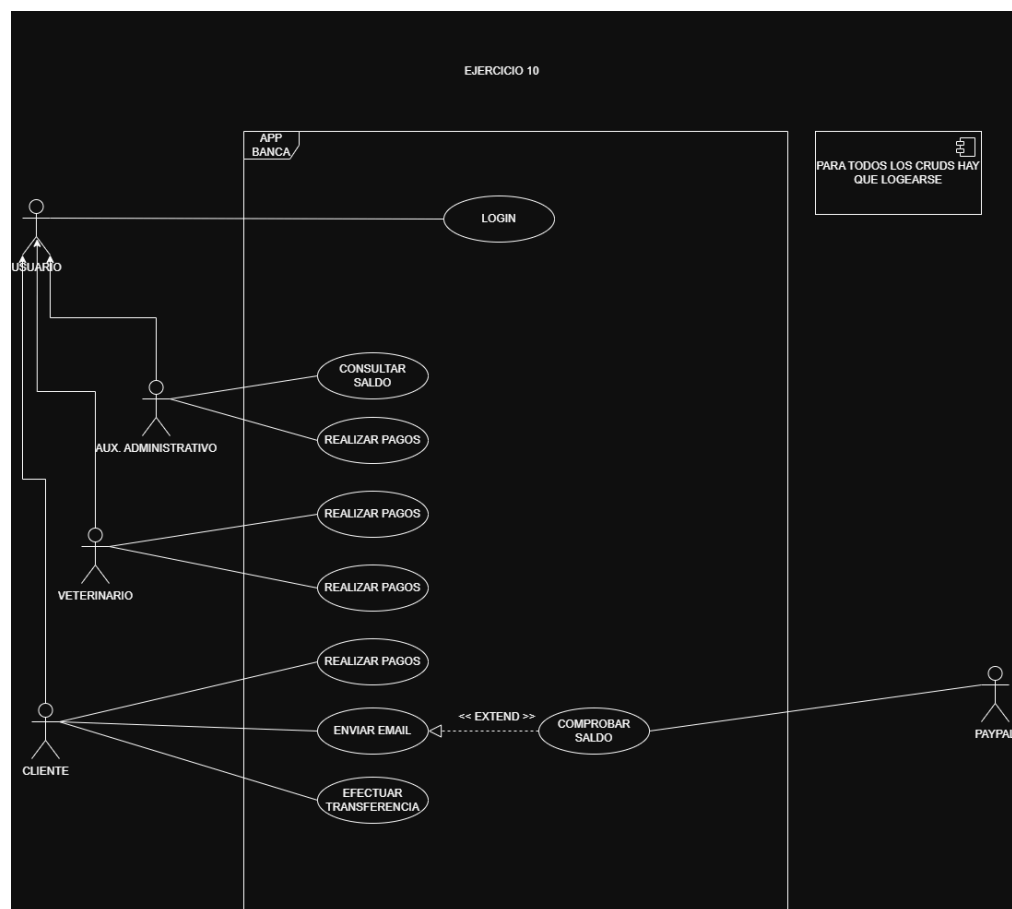 EJERCICIO 10
APP
BANCA
PARA TODOS LOS CRUDS HAY
QUE LOGEARSE
LOGIN
USUARIO
CONSULTAR
SALDO
REALIZAR PAGOS
AUX. ADMINISTRATIVO
REALIZAR PAGOS
REALIZAR PAGOS
VETERINARIO
REALIZAR PAGOS
<< EXTEND >>
ENVIAR EMAIL
COMPROBAR
SALDO
PAYPAL
CLIENTE
EFECTUAR
TRANSFERENCIA